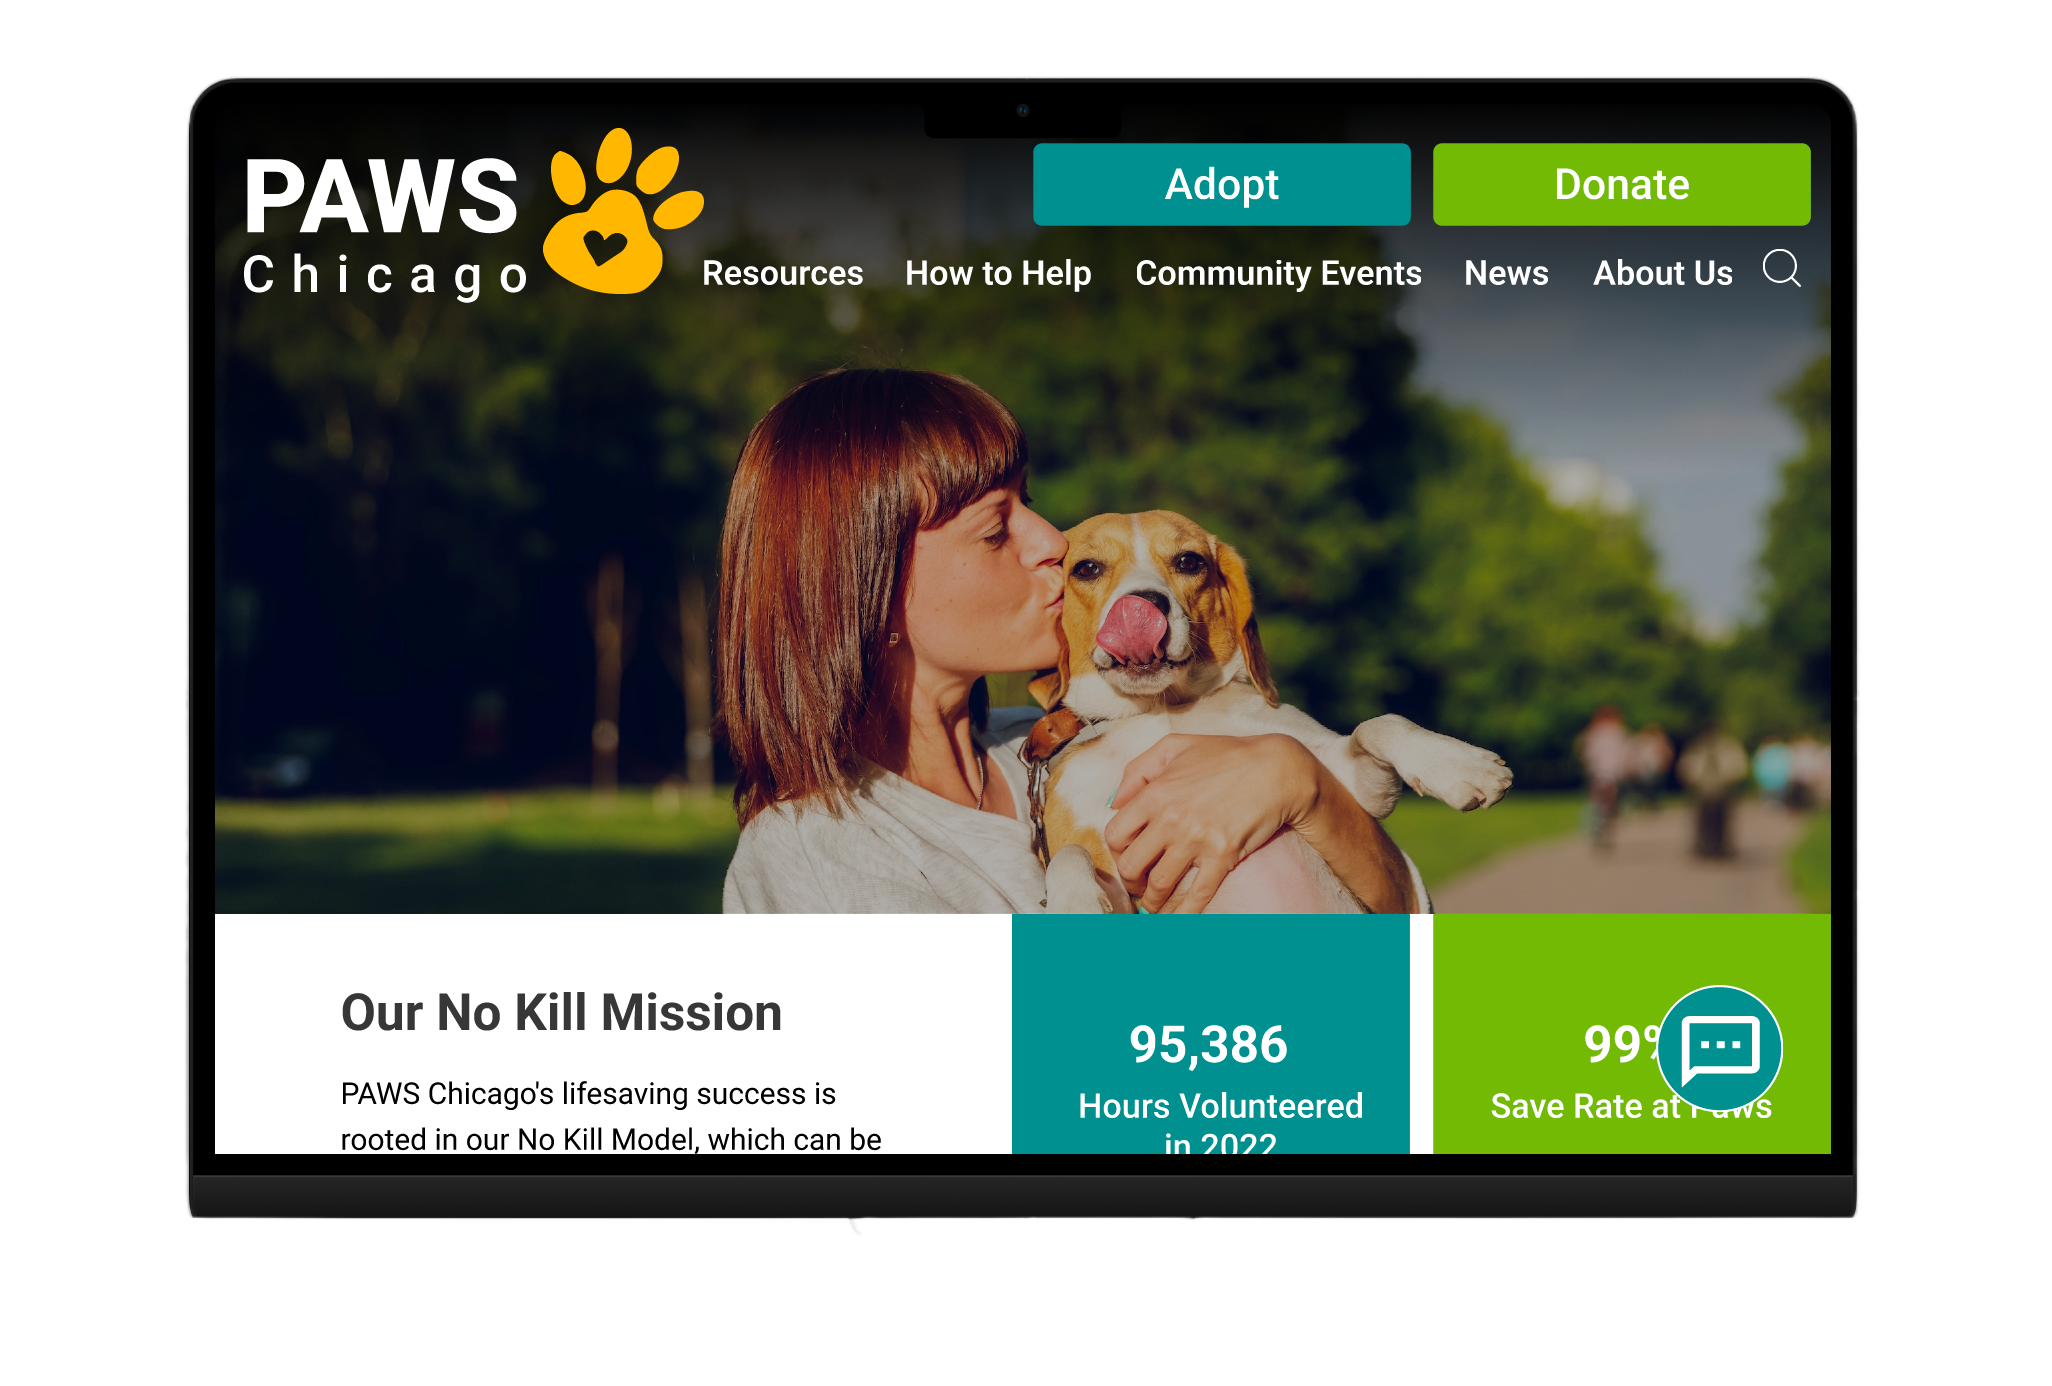 PAWS
Chicago
Adopt
Donate
Resources
How to Help
Community Events
News
About Us
Our No Kill Mission
PAWS Chicago's lifesaving success is
rooted in our No Kill Model, which can be
95,386
Hours Volunteered
in 2022
99%
Save Rate at Paws